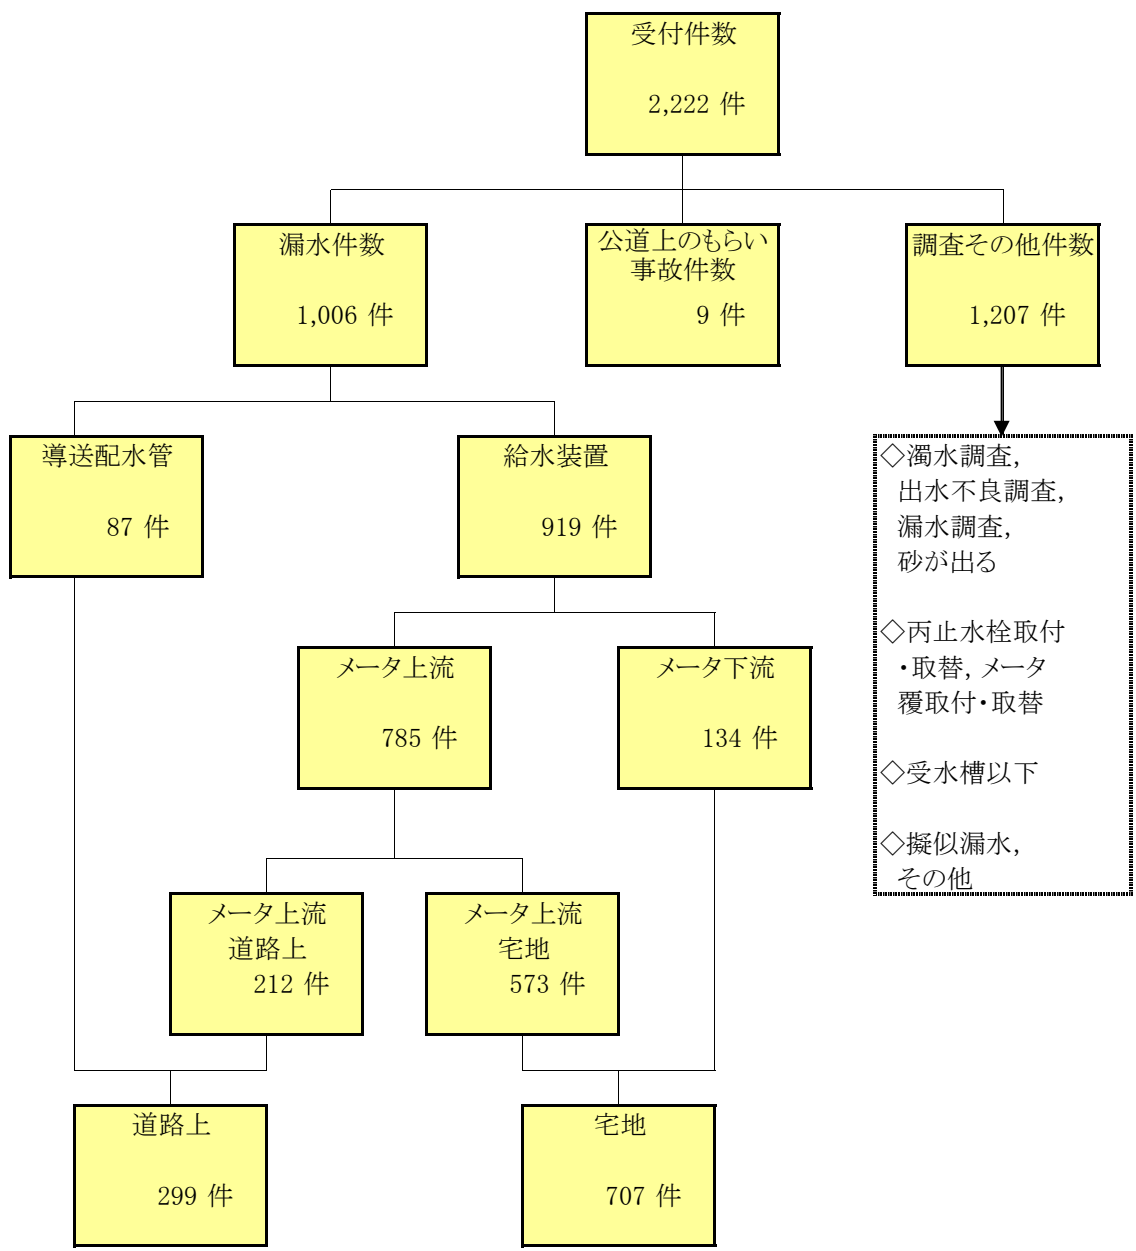 受付件数
2,222 件
漏水件数
1,006 件
公道上のもらい
事故件数
9 件
調査その他件数
1,207 件
導送配水管
87 件
給水装置
919 件
◇濁水調査,
出水不良調査,
漏水調査,
砂が出る
◇丙止水栓取付
・取替, メータ
覆取付・取替
◇受水槽以下
◇擬似漏水,
その他
メータ上流
785 件
メータ下流
134 件
メータ上流
道路上
212 件
メータ上流
宅地
573 件
道路上
299 件
宅地
707 件